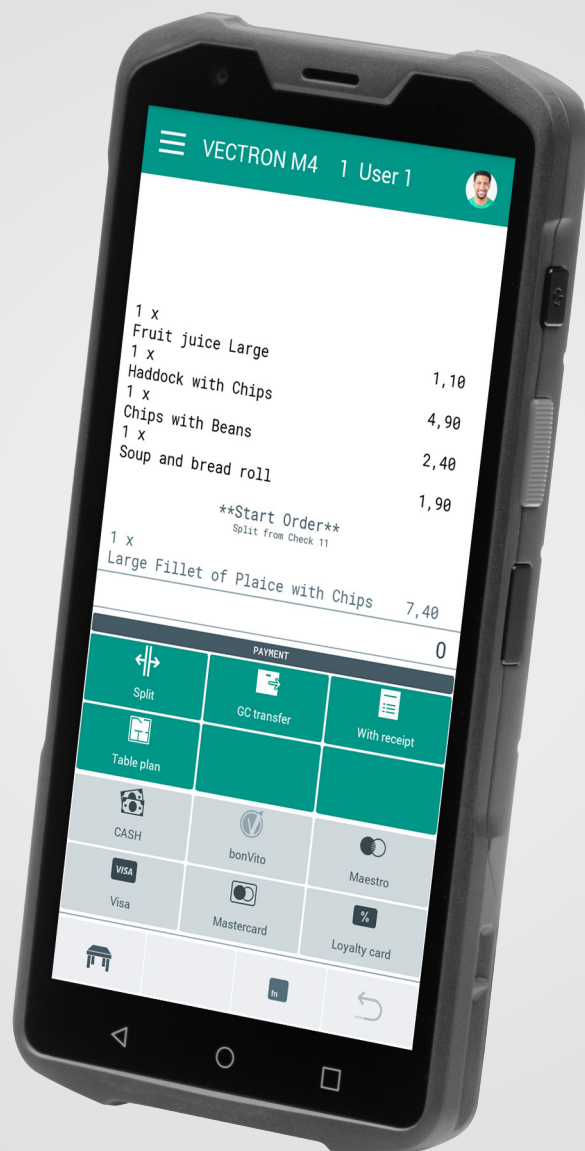 VECTRON M4 1 User 1
1 x
Fruit juice Large 1,10
1 x
Haddock with Chips 4,90
1 x
Chips with Beans 2,40
1 x
Soup and bread roll 1,90
**Start Order**
Split from Check 11
1 x
Large Fillet of Plaice with Chips 7,40
0
PAYMENT
Split GC transfer With receipt
Table plan
CASH bonVito Maestro
VISA
Visa Mastercard % Loyalty card
fn